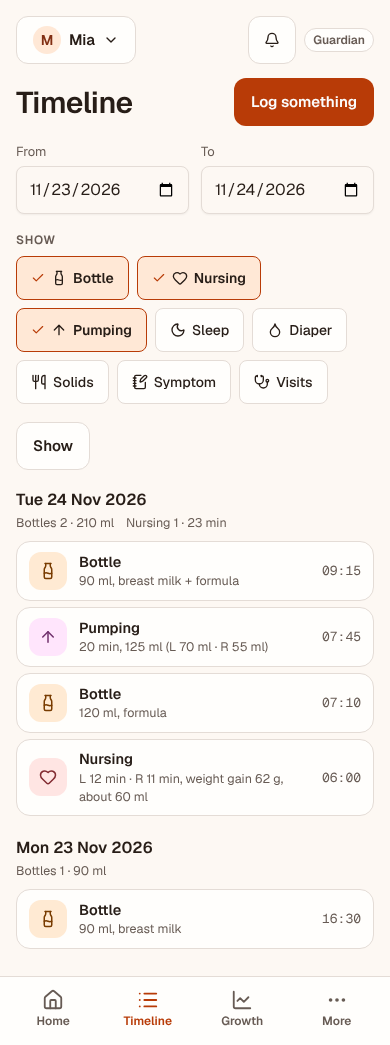 M Mia
Guardian
Timeline
Log something
From
To
11/23/2026
11/24/2026
SHOW
Bottle
Nursing
Pumping
Sleep
Diaper
Solids
Symptom
Visits
Show
Tue 24 Nov 2026
Bottles 2 · 210 ml Nursing 1 · 23 min
Bottle
90 ml, breast milk + formula
09:15
Pumping
20 min, 125 ml (L 70 ml · R 55 ml)
07:45
Bottle
120 ml, formula
07:10
Nursing
L 12 min · R 11 min, weight gain 62 g,
about 60 ml
06:00
Mon 23 Nov 2026
Bottles 1 · 90 ml
Bottle
90 ml, breast milk
16:30
Home
Timeline
Growth
More